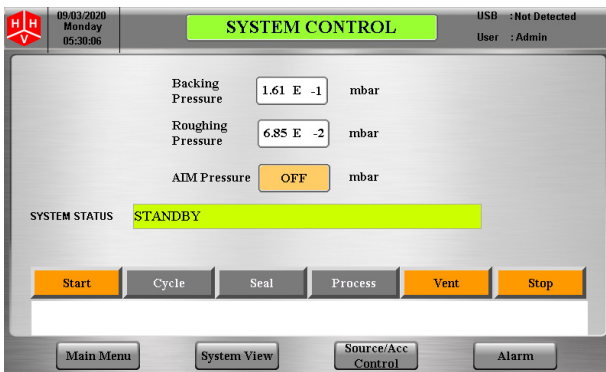 H H V
09/03/2020
Monday
05:30:06
SYSTEM CONTROL
USB : Not Detected
User : Admin
Backing
Pressure
1.61 E -1 mbar
Roughing
Pressure
6.85 E -2 mbar
AIM Pressure OFF mbar
SYSTEM STATUS STANDBY
Start Cycle Seal Process Vent Stop
Main Menu System View Source/Acc
Control
Alarm